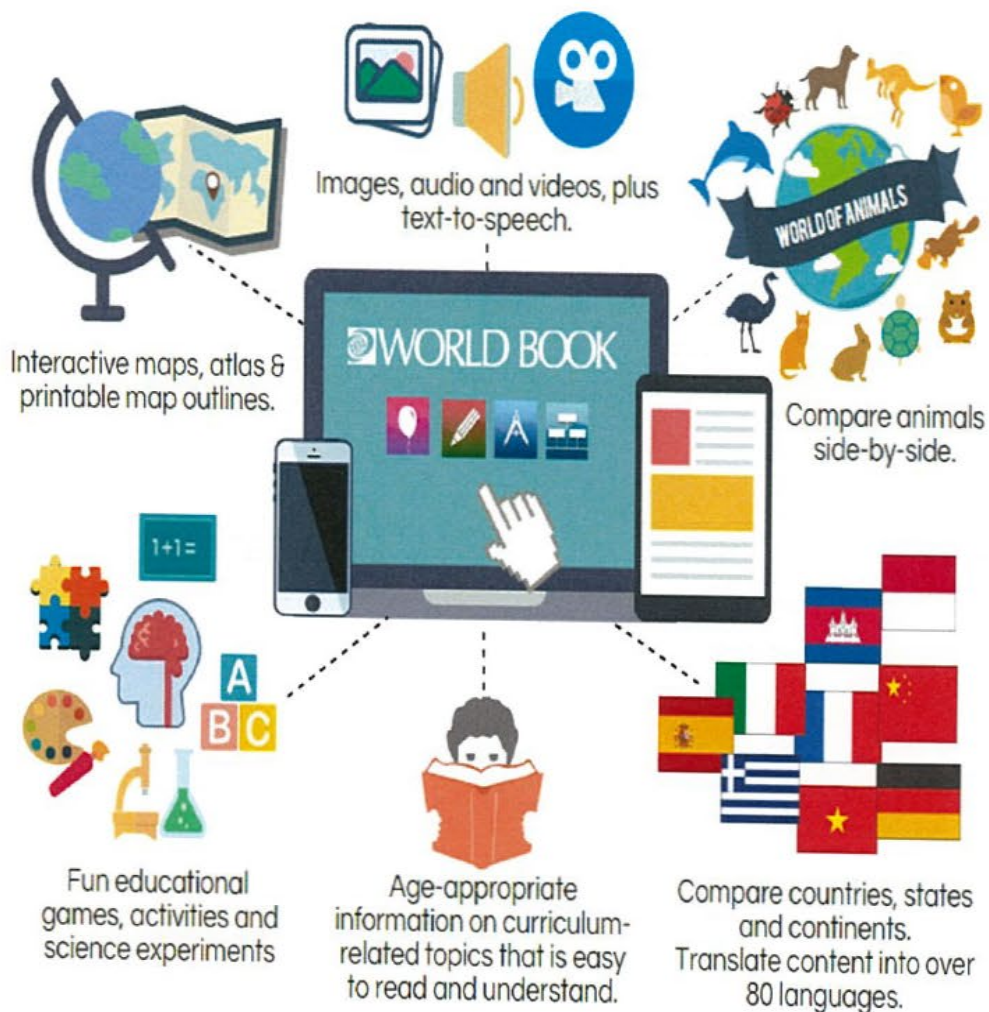 Images, audio and videos, plus
text-to-speech.
WORLD OF ANIMALS
Interactive maps, atlas &
printable map outlines.
WORLD BOOK
Compare animals
side-by-side.
1+1=
A
B C
Fun educational
games, activities and
science experiments
Age-appropriate
information on curriculum-
related topics that is easy
to read and understand.
Compare countries, states
and continents.
Translate content into over
80 languages.